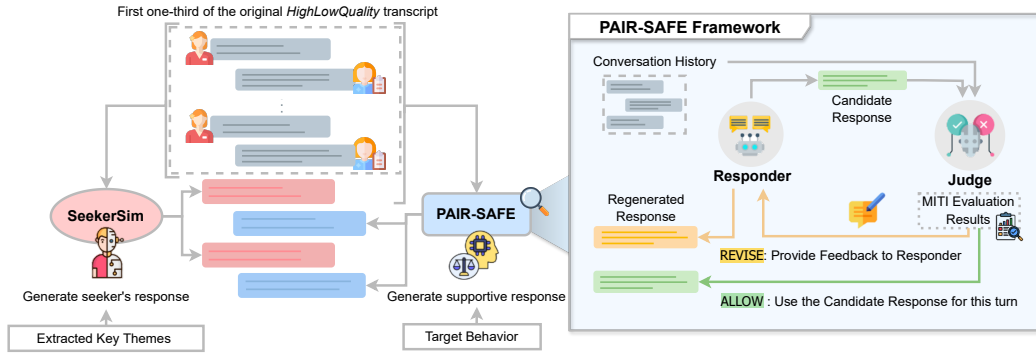 First one-third of the original HighLowQuality transcript
:
SeekerSim
Generate seeker's response
Extracted Key Themes
PAIR-SAFE
Generate supportive response
Target Behavior
PAIR-SAFE Framework
Conversation History
Candidate
Response
Responder
Judge
MITI Evaluation
Results
Regenerated
Response
REVISE: Provide Feedback to Responder
ALLOW : Use the Candidate Response for this turn